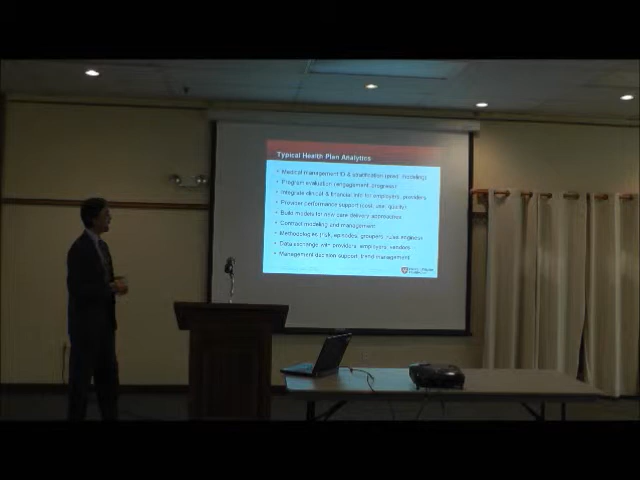 Typical Health Plan Analytics
Medical management ID & stratification (pred. modeling)
Program evaluation (engagement, progress)
Integrate clinical & financial info for employers, providers
Provider performance support (cost, use, quality)
Build models for new care delivery approaches
Contract modeling and management
Methodologies (risk, episodes, groupers, rules engines
Data exchange with providers, employers, vendors
Management decision support, trend management